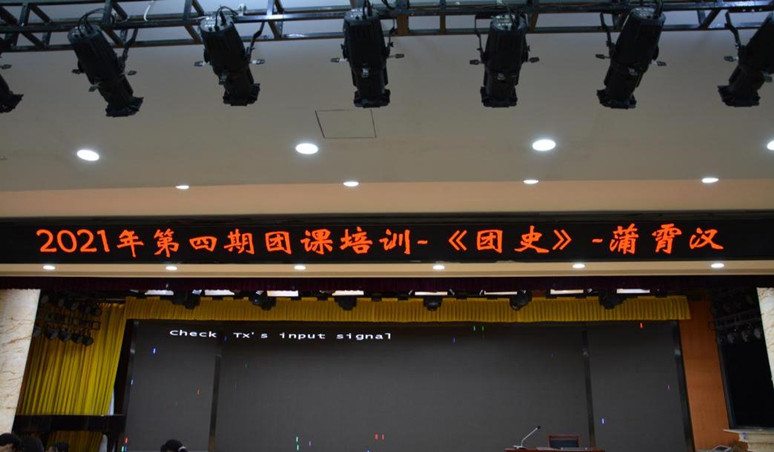 2021年第四期团课培训-《团史》-蒲霄汉
Check Tx's input signal